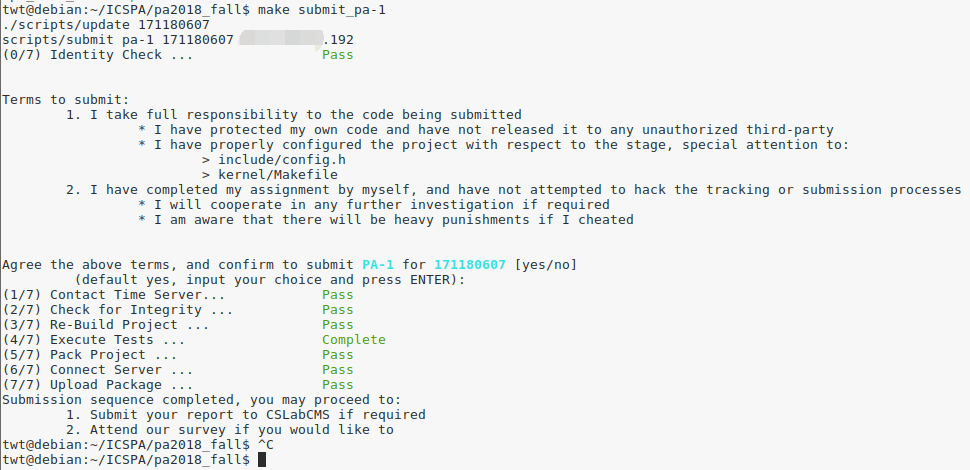 twt@debian:~/ICSPA/pa2018_fall$ make submit_pa-1
./scripts/update 171180607
scripts/submit pa-1 171180607 .192
(0/7) Identity Check ... Pass
Terms to submit:
1. I take full responsibility to the code being submitted
* I have protected my own code and have not released it to any unauthorized third-party
* I have properly configured the project with respect to the stage, special attention to:
> include/config.h
> kernel/Makefile
2. I have completed my assignment by myself, and have not attempted to hack the tracking or submission processes
* I will cooperate in any further investigation if required
* I am aware that there will be heavy punishments if I cheated
Agree the above terms, and confirm to submit PA-1 for 171180607 [yes/no]
(default yes, input your choice and press ENTER):
(1/7) Contact Time Server... Pass
(2/7) Check for Integrity ... Pass
(3/7) Re-Build Project ... Pass
(4/7) Execute Tests ... Complete
(5/7) Pack Project ... Pass
(6/7) Connect Server ... Pass
(7/7) Upload Package ... Pass
Submission sequence completed, you may proceed to:
1. Submit your report to CSLabCMS if required
2. Attend our survey if you would like to
twt@debian:~/ICSPA/pa2018_fall$ ^C
twt@debian:~/ICSPA/pa2018_fall$